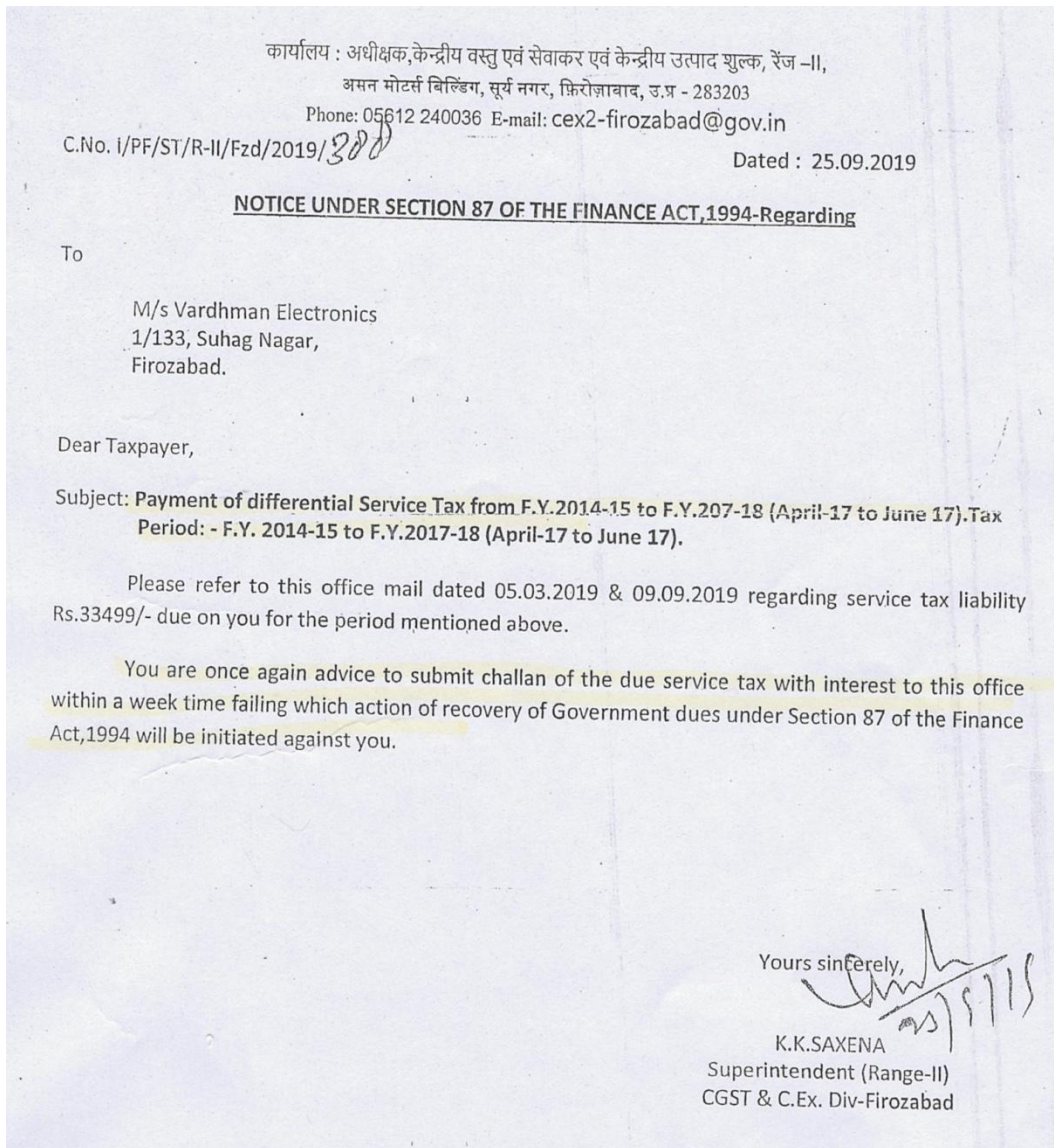 कार्यालय : अधीक्षक,केन्द्रीय वस्तु एवं सेवाकर एवं केन्द्रीय उत्पाद शुल्क, रेंज –II,
अमन मोटर्स बिल्डिंग, सूर्य नगर, फ़िरोज़ाबाद, उ.प्र - 283203
Phone: 05612 240036 E-mail: cex2-firozabad@gov.in
C.No. i/PF/ST/R-II/Fzd/2019/388
Dated : 25.09.2019
NOTICE UNDER SECTION 87 OF THE FINANCE ACT,1994-Regarding
To
M/s Vardhman Electronics
1/133, Suhag Nagar,
Firozabad.
Dear Taxpayer,
Subject: Payment of differential Service Tax from F.Y.2014-15 to F.Y.207-18 (April-17 to June 17).Tax
Period: - F.Y. 2014-15 to F.Y.2017-18 (April-17 to June 17).
Please refer to this office mail dated 05.03.2019 & 09.09.2019 regarding service tax liability
Rs.33499/- due on you for the period mentioned above.
You are once again advice to submit challan of the due service tax with interest to this office
within a week time failing which action of recovery of Government dues under Section 87 of the Finance
Act,1994 will be initiated against you.
Yours sincerely,
K.K.SAXENA
Superintendent (Range-II)
CGST & C.Ex. Div-Firozabad